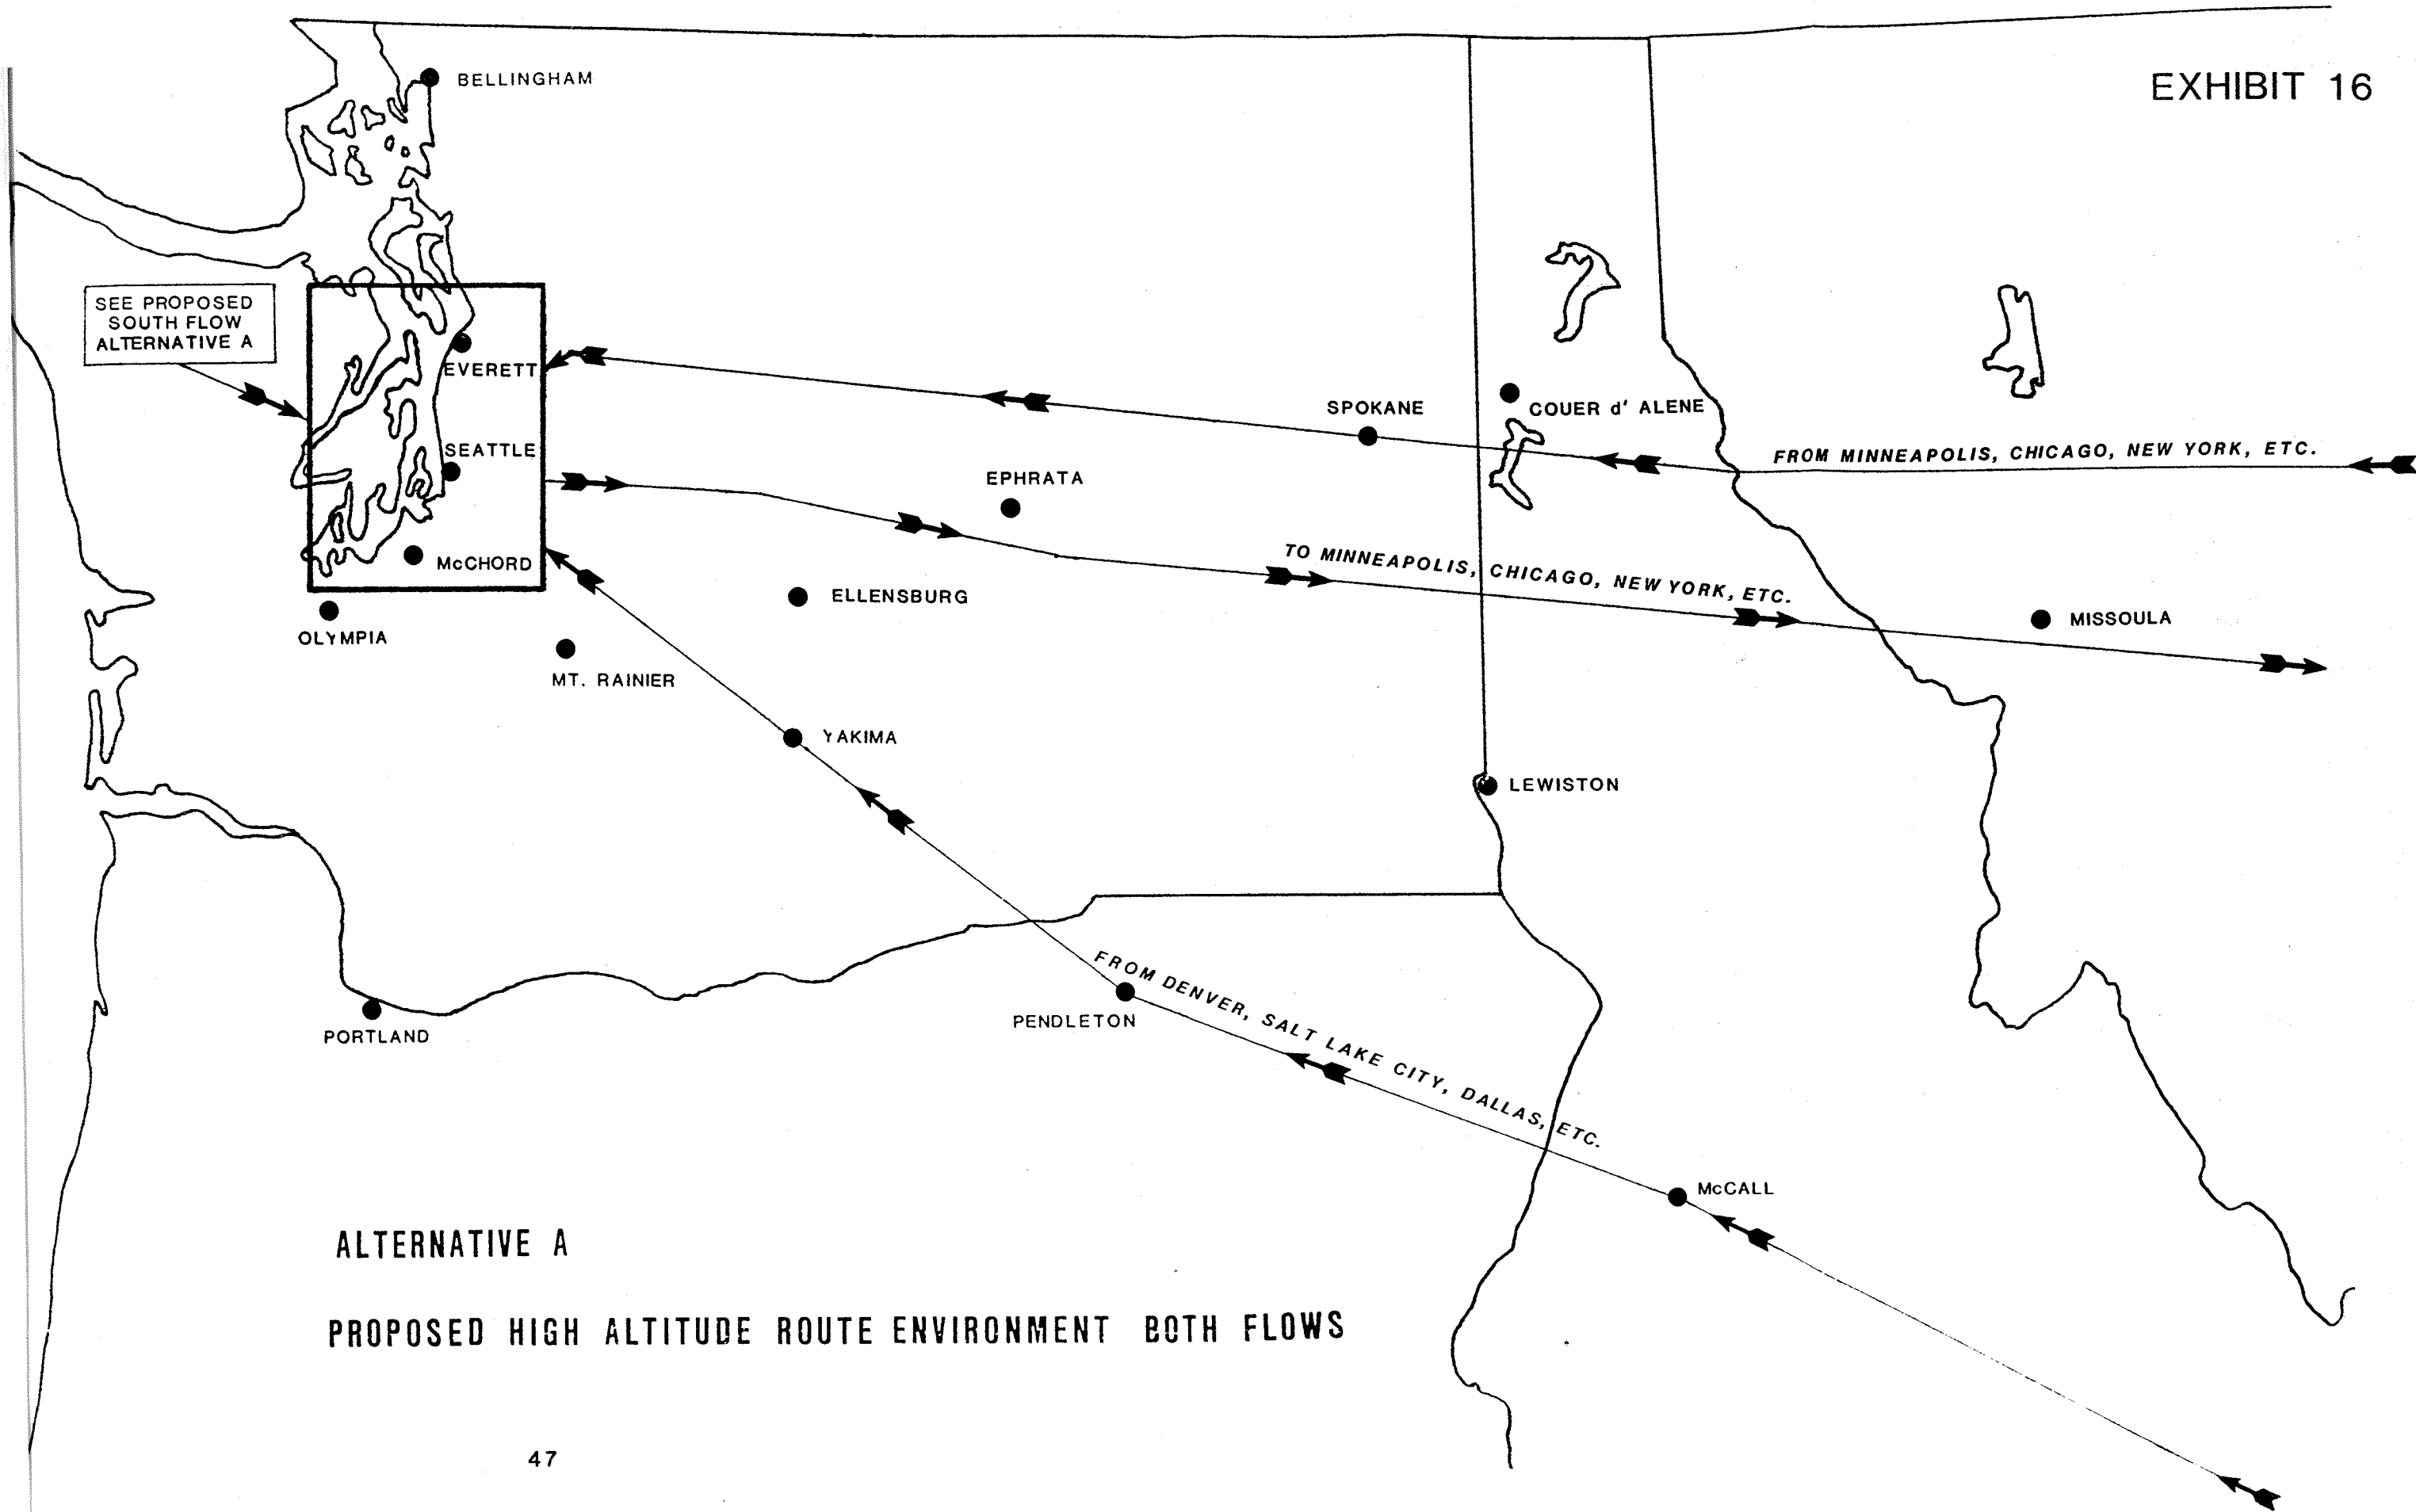 EXHIBIT 16
BELLINGHAM
SEE PROPOSED
SOUTH FLOW
ALTERNATIVE A
EVERETT
SPOKANE
COUER d' ALENE
SEATTLE
FROM MINNEAPOLIS, CHICAGO, NEW YORK, ETC.
EPHRATA
TO MINNEAPOLIS, CHICAGO, NEW YORK, ETC.
McCHORD
ELLENSBURG
OLYMPIA
MISSOULA
MT. RAINIER
YAKIMA
LEWISTON
FROM DENVER, SALT LAKE CITY, DALLAS, ETC.
PENDLETON
PORTLAND
McCALL
ALTERNATIVE A
PROPOSED HIGH ALTITUDE ROUTE ENVIRONMENT BOTH FLOWS
47